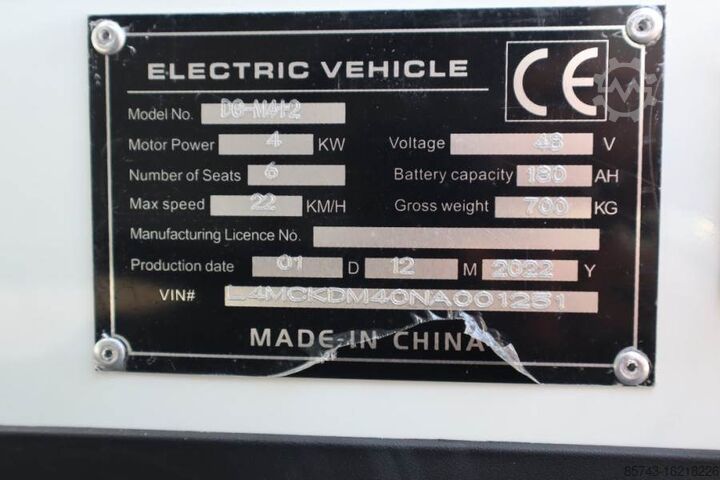 ELECTRIC VEHICLE CE
Model No. DG-M4+2
Motor Power 4 KW Voltage 48 V
Number of Seats 6 Battery capacity 180 AH
Max speed 22 KM/H Gross weight 700 KG
Manufacturing Licence No.
Production date 01 D 12 M 2022 Y
VIN# L4MCKDM40NA001251
MADE IN CHINA
85743-16218226